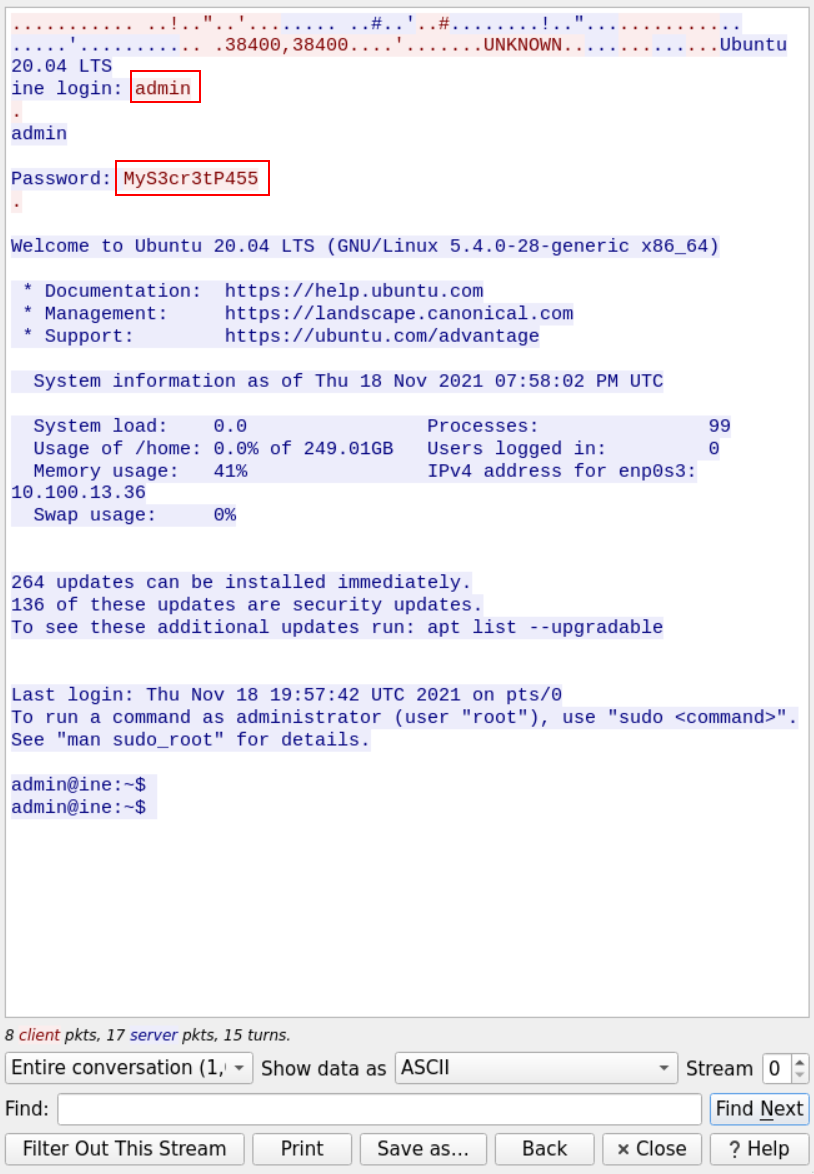 ........... ..!.."..'........ ..#..'..#........!.."..............
.....'............. .38400,38400....'.......UNKNOWN..............Ubuntu
20.04 LTS
ine login: admin
.
admin
Password: MyS3cr3tP455
.
Welcome to Ubuntu 20.04 LTS (GNU/Linux 5.4.0-28-generic x86_64)
* Documentation:  https://help.ubuntu.com
* Management:     https://landscape.canonical.com
* Support:        https://ubuntu.com/advantage
System information as of Thu 18 Nov 2021 07:58:02 PM UTC
System load:    0.0                Processes:               99
Usage of /home: 0.0% of 249.01GB   Users logged in:         0
Memory usage:   41%                IPv4 address for enp0s3:
10.100.13.36
Swap usage:     0%
264 updates can be installed immediately.
136 of these updates are security updates.
To see these additional updates run: apt list --upgradable
Last login: Thu Nov 18 19:57:42 UTC 2021 on pts/0
To run a command as administrator (user "root"), use "sudo <command>".
See "man sudo_root" for details.
admin@ine:~$
admin@ine:~$
8 client pkts, 17 server pkts, 15 turns.
Entire conversation (1, Show data as ASCII Stream 0
Find: Find Next
Filter Out This Stream Print Save as… Back × Close ? Help